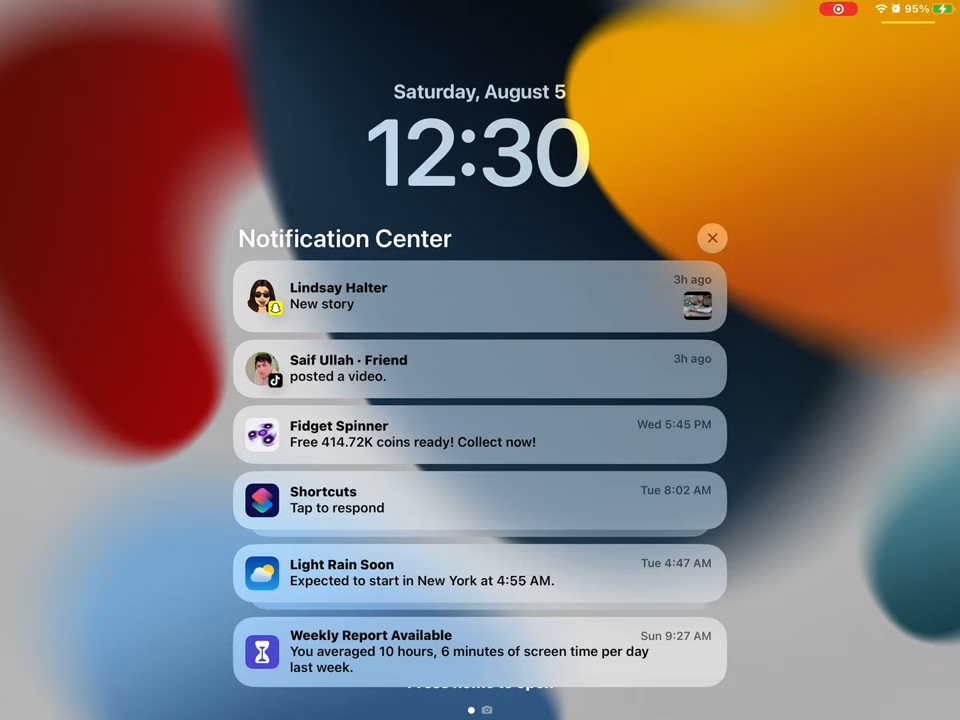 95%
Saturday, August 5
12:30
Notification Center
Lindsay Halter
3h ago
New story
Saif Ullah · Friend
3h ago
posted a video.
Fidget Spinner
Wed 5:45 PM
Free 414.72K coins ready! Collect now!
Shortcuts
Tue 8:02 AM
Tap to respond
Light Rain Soon
Tue 4:47 AM
Expected to start in New York at 4:55 AM.
Weekly Report Available
Sun 9:27 AM
You averaged 10 hours, 6 minutes of screen time per day
last week.
Press home to open